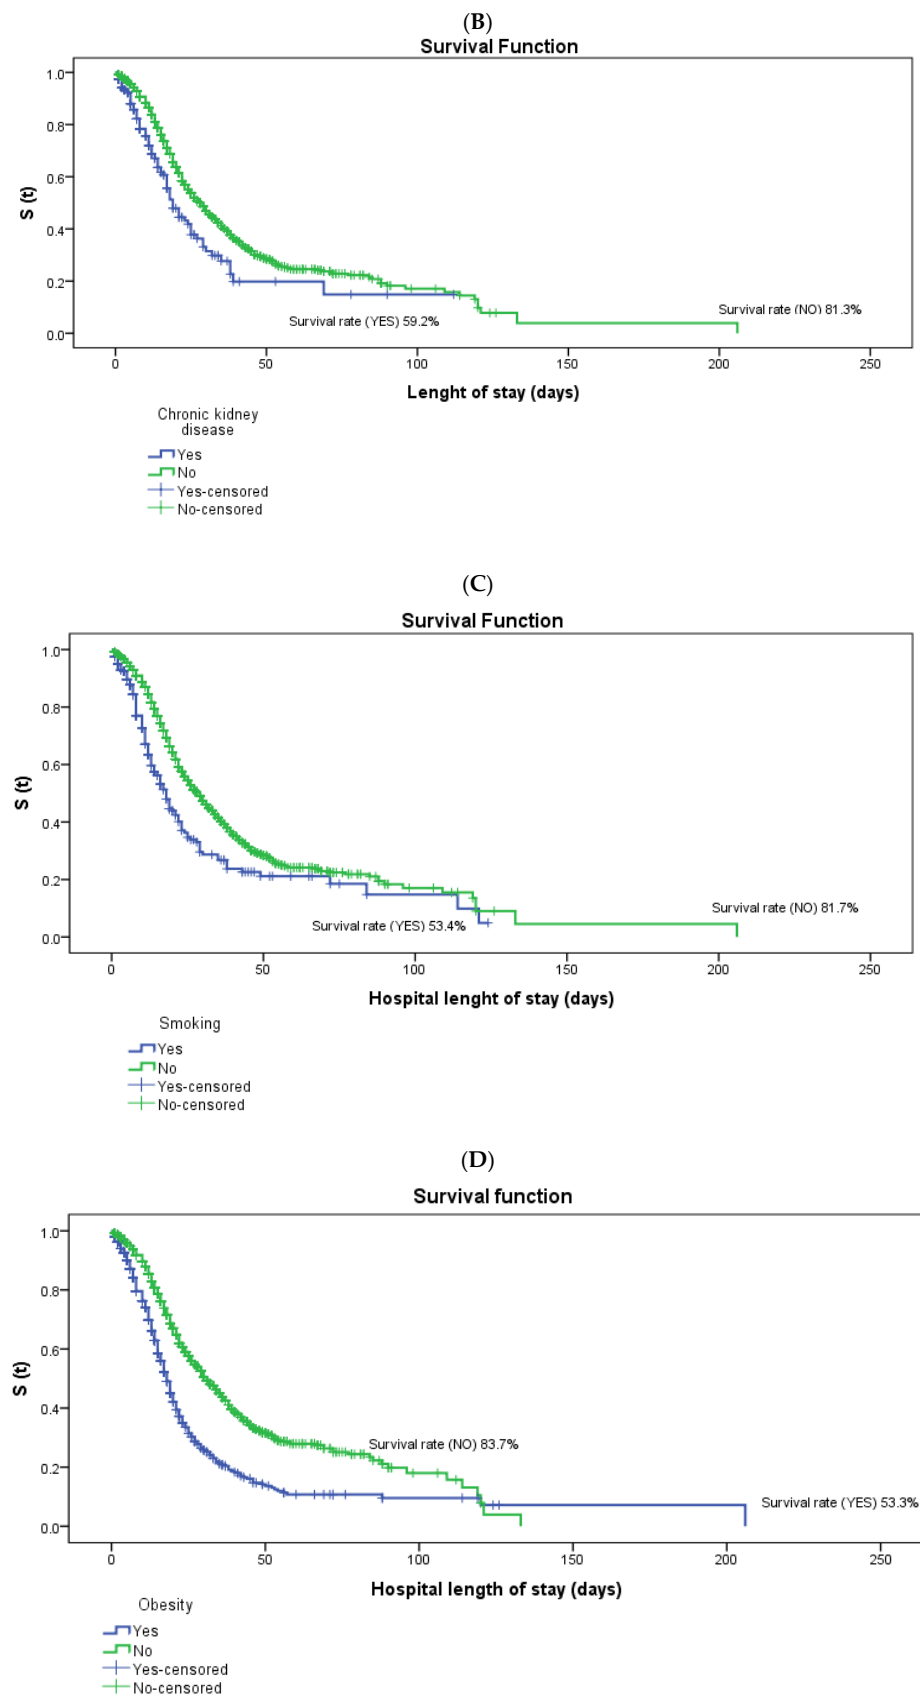 (B)
Survival Function
1.0
0.8
0.6
0.4
0.2
0.0
S (t)
Survival rate (YES) 59.2%
Survival rate (NO) 81.3%
0 50 100 150 200 250
Lenght of stay (days)
Chronic kidney
disease
Yes
No
Yes-censored
No-censored
(C)
Survival Function
1.0
0.8
0.6
0.4
0.2
0.0
S (t)
Survival rate (YES) 53.4%
Survival rate (NO) 81.7%
0 50 100 150 200 250
Hospital lenght of stay (days)
Smoking
Yes
No
Yes-censored
No-censored
(D)
Survival function
1.0
0.8
0.6
0.4
0.2
0.0
S (t)
Survival rate (NO) 83.7%
Survival rate (YES) 53.3%
0 50 100 150 200 250
Hospital length of stay (days)
Obesity
Yes
No
Yes-censored
No-censored